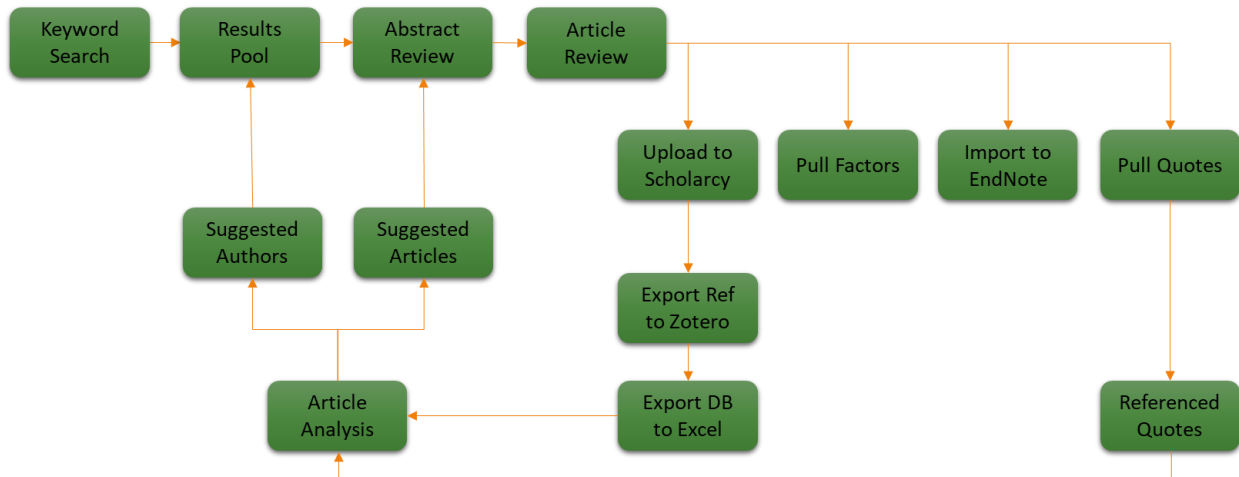 Keyword
Search
Results
Pool
Abstract
Review
Article
Review
Upload to
Scholarcy
Pull Factors
Import to
EndNote
Pull Quotes
Suggested
Authors
Suggested
Articles
Export Ref
to Zotero
Article
Analysis
Export DB
to Excel
Referenced
Quotes